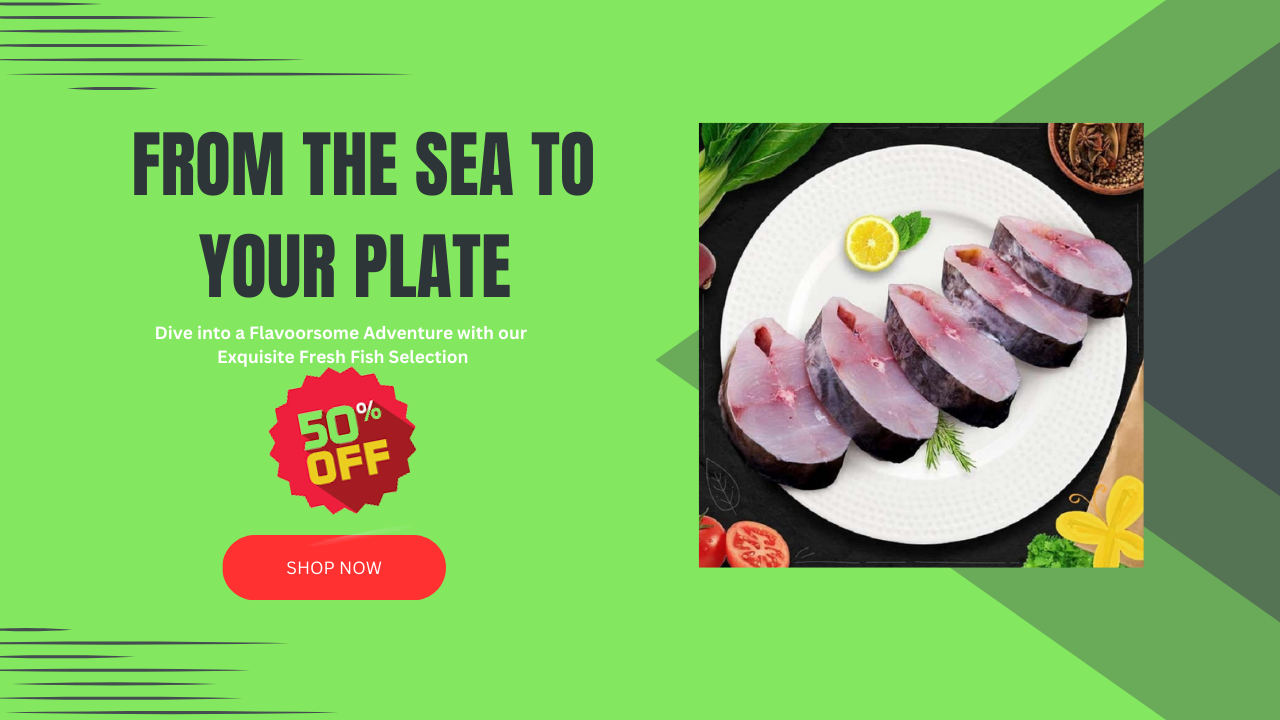 FROM THE SEA TO
YOUR PLATE
Dive into a Flavoorsome Adventure with our
Exquisite Fresh Fish Selection
50%
OFF
SHOP NOW